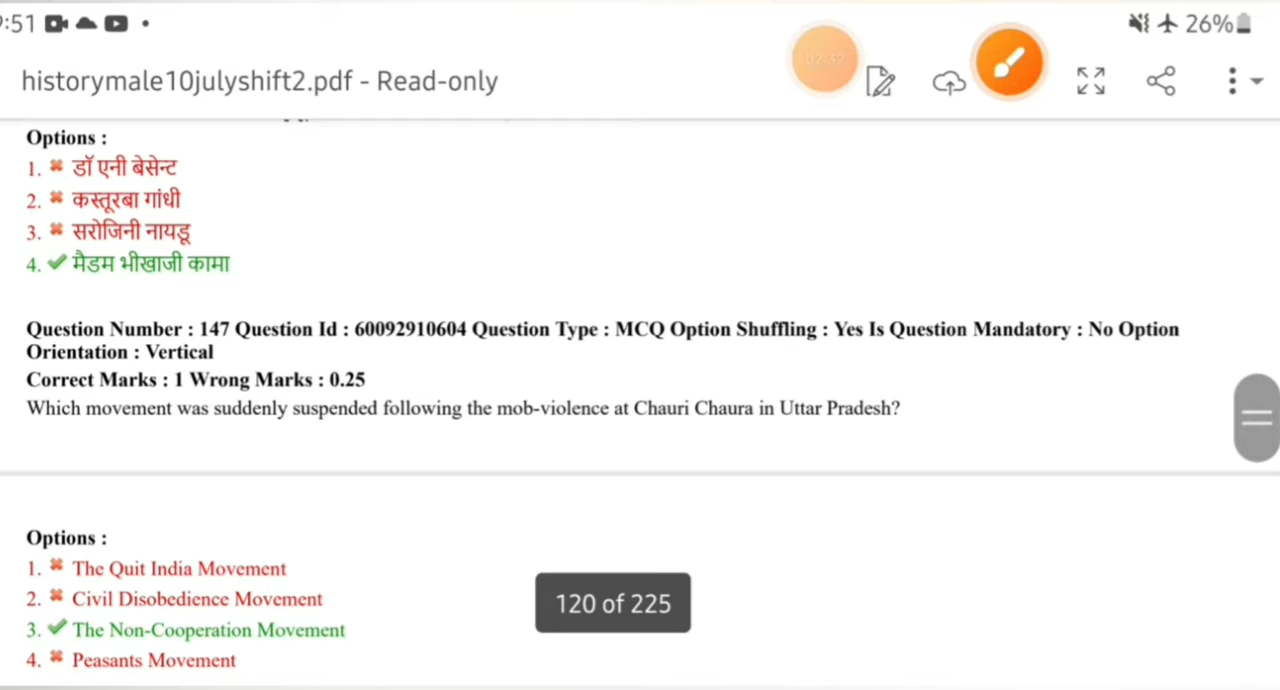 :51
26%
02:37
historymale10julyshift2.pdf - Read-only
Options :
1. डॉ एनी बेसेन्ट
2. कस्तूरबा गांधी
3. सरोजिनी नायडू
4. मैडम भीखाजी कामा
Question Number : 147 Question Id : 60092910604 Question Type : MCQ Option Shuffling : Yes Is Question Mandatory : No Option
Orientation : Vertical
Correct Marks : 1 Wrong Marks : 0.25
Which movement was suddenly suspended following the mob-violence at Chauri Chaura in Uttar Pradesh?
Options :
1. The Quit India Movement
2. Civil Disobedience Movement
120 of 225
3. The Non-Cooperation Movement
4. Peasants Movement